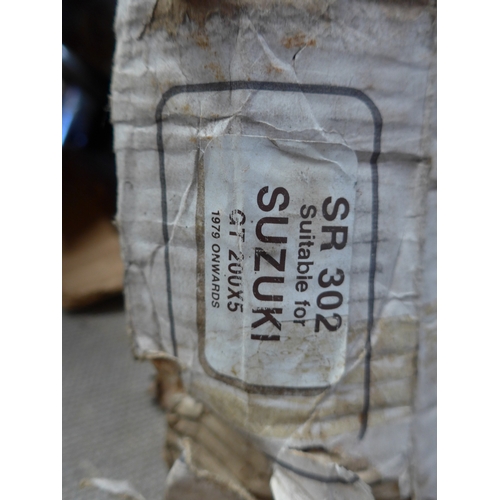 SR 302
Suitable for
SUZUKI
GT 200X5
1979 ONWARDS